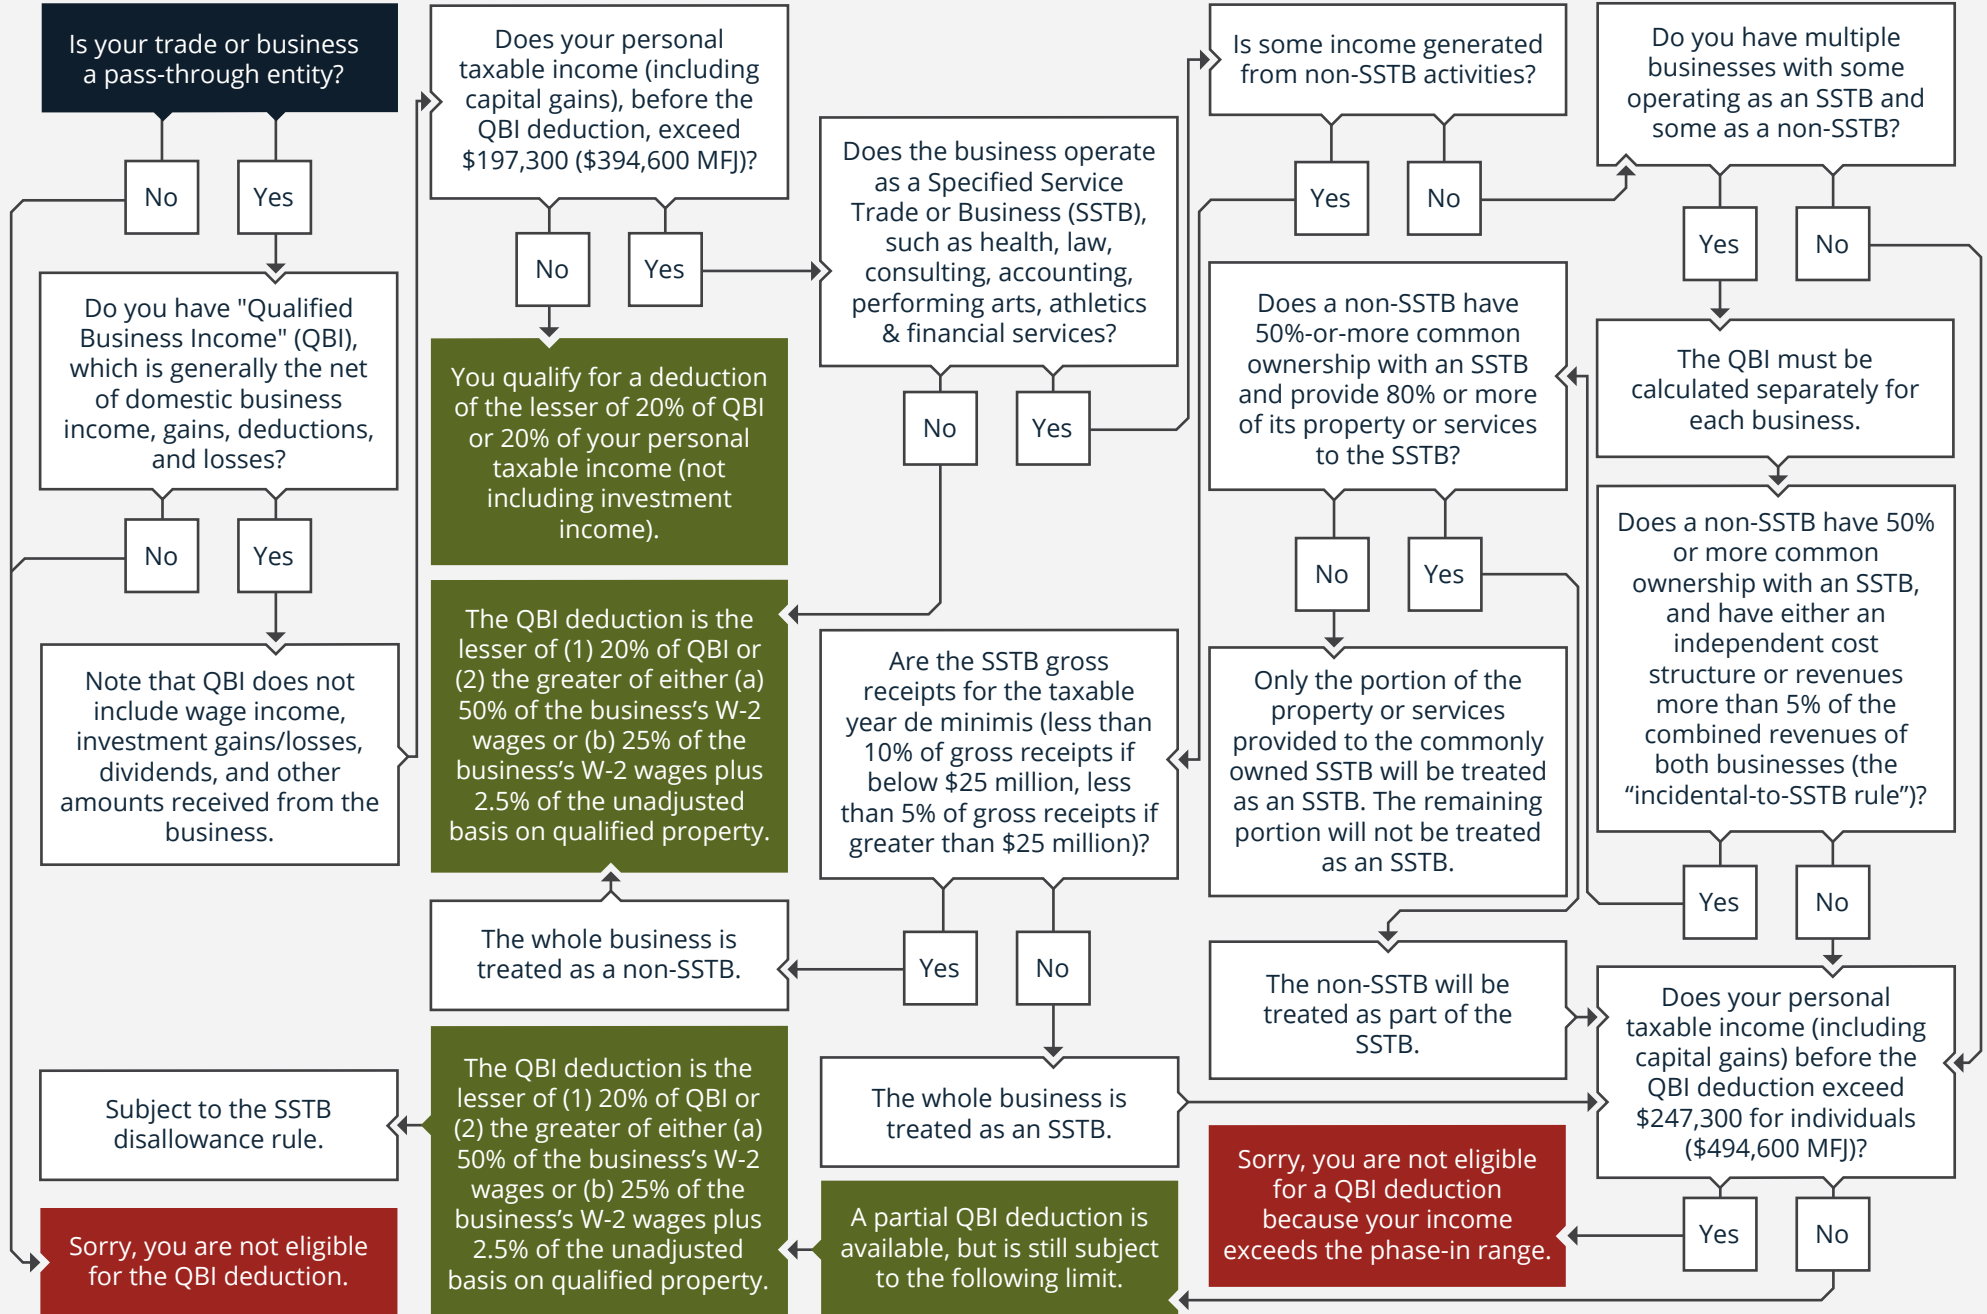 Is your trade or business
a pass-through entity?
No
Yes
Do you have "Qualified
Business Income" (QBI),
which is generally the net
of domestic business
income, gains, deductions,
and losses?
No
Yes
Note that QBI does not
include wage income,
investment gains/losses,
dividends, and other
amounts received from the
business.
Subject to the SSTB
disallowance rule.
Sorry, you are not eligible
for the QBI deduction.
Does your personal
taxable income (including
capital gains), before the
QBI deduction, exceed
$197,300 ($394,600 MFJ)?
No
Yes
You qualify for a deduction
of the lesser of 20% of QBI
or 20% of your personal
taxable income (not
including investment
income).
The QBI deduction is the
lesser of (1) 20% of QBI or
(2) the greater of either (a)
50% of the business’s W-2
wages or (b) 25% of the
business’s W-2 wages plus
2.5% of the unadjusted
basis on qualified property.
The whole business is
treated as a non-SSTB.
The QBI deduction is the
lesser of (1) 20% of QBI or
(2) the greater of either (a)
50% of the business’s W-2
wages or (b) 25% of the
business’s W-2 wages plus
2.5% of the unadjusted
basis on qualified property.
Does the business operate
as a Specified Service
Trade or Business (SSTB),
such as health, law,
consulting, accounting,
performing arts, athletics
& financial services?
No
Yes
Are the SSTB gross
receipts for the taxable
year de minimis (less than
10% of gross receipts if
below $25 million, less
than 5% of gross receipts if
greater than $25 million)?
Yes
No
The whole business is
treated as an SSTB.
A partial QBI deduction is
available, but is still subject
to the following limit.
Is some income generated
from non-SSTB activities?
Yes
No
Does a non-SSTB have
50%-or-more common
ownership with an SSTB
and provide 80% or more
of its property or services
to the SSTB?
No
Yes
Only the portion of the
property or services
provided to the commonly
owned SSTB will be treated
as an SSTB. The remaining
portion will not be treated
as an SSTB.
The non-SSTB will be
treated as part of the
SSTB.
Sorry, you are not eligible
for a QBI deduction
because your income
exceeds the phase-in range.
Do you have multiple
businesses with some
operating as an SSTB and
some as a non-SSTB?
Yes
No
The QBI must be
calculated separately for
each business.
Does a non-SSTB have 50%
or more common
ownership with an SSTB,
and have either an
independent cost
structure or revenues
more than 5% of the
combined revenues of
both businesses (the
“incidental-to-SSTB rule”)?
Yes
No
Does your personal
taxable income (including
capital gains) before the
QBI deduction exceed
$247,300 for individuals
($494,600 MFJ)?
Yes
No